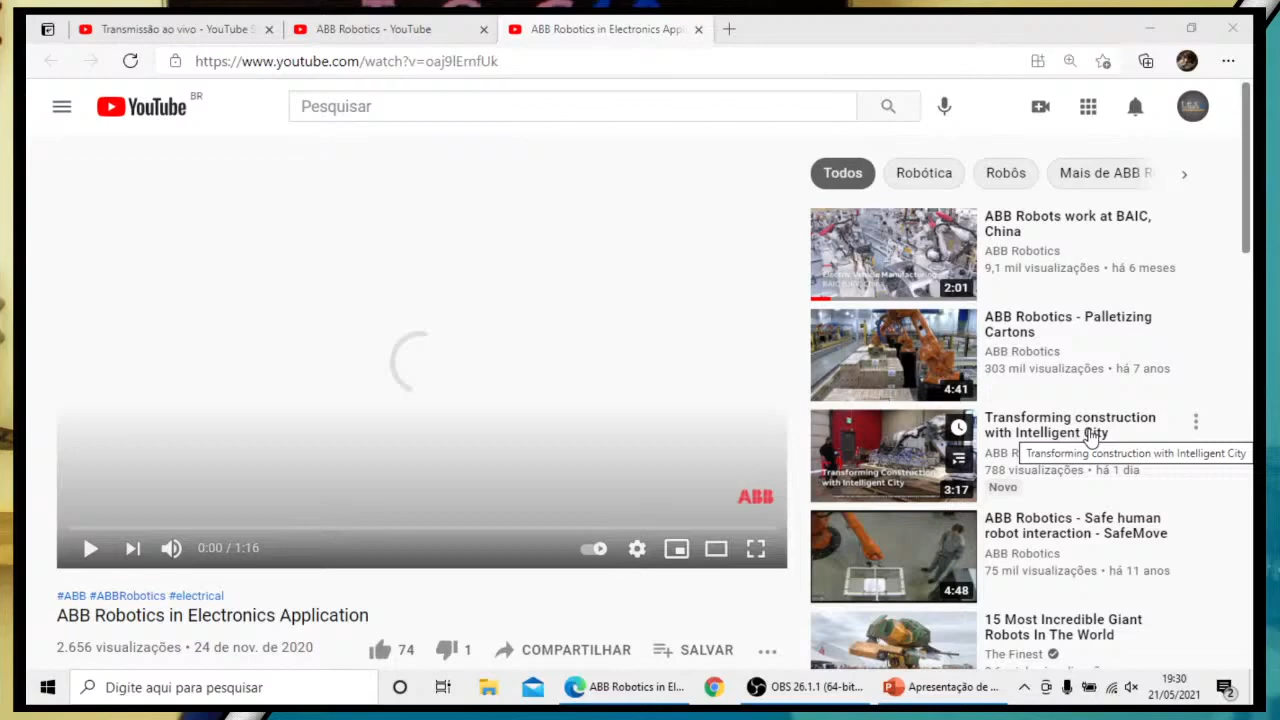 Transmissão ao vivo - YouTube S
ABB Robotics - YouTube
ABB Robotics in Electronics Appl
https://www.youtube.com/watch?v=oaj9lErnfUk
YouTube BR
Pesquisar
Todos
Robótica
Robôs
Mais de ABB R
Electric Vehicle Manufacturing
BAIC BJEV, China
2:01
ABB Robots work at BAIC,
China
ABB Robotics
9,1 mil visualizações • há 6 meses
4:41
ABB Robotics - Palletizing
Cartons
ABB Robotics
303 mil visualizações • há 7 anos
Transforming Construction
with Intelligent City
3:17
Transforming construction
with Intelligent City
ABB R
Transforming construction with Intelligent City
788 visualizações • há 1 dia
Novo
4:48
ABB Robotics - Safe human
robot interaction - SafeMove
ABB Robotics
75 mil visualizações • há 11 anos
15 Most Incredible Giant
Robots In The World
The Finest
ABB
0:00 / 1:16
#ABB #ABBRobotics #electrical
ABB Robotics in Electronics Application
2.656 visualizações • 24 de nov. de 2020
74
1
COMPARTILHAR
SALVAR
Digite aqui para pesquisar
ABB Robotics in El...
OBS 26.1.1 (64-bit...
Apresentação de ...
19:30
21/05/2021
2